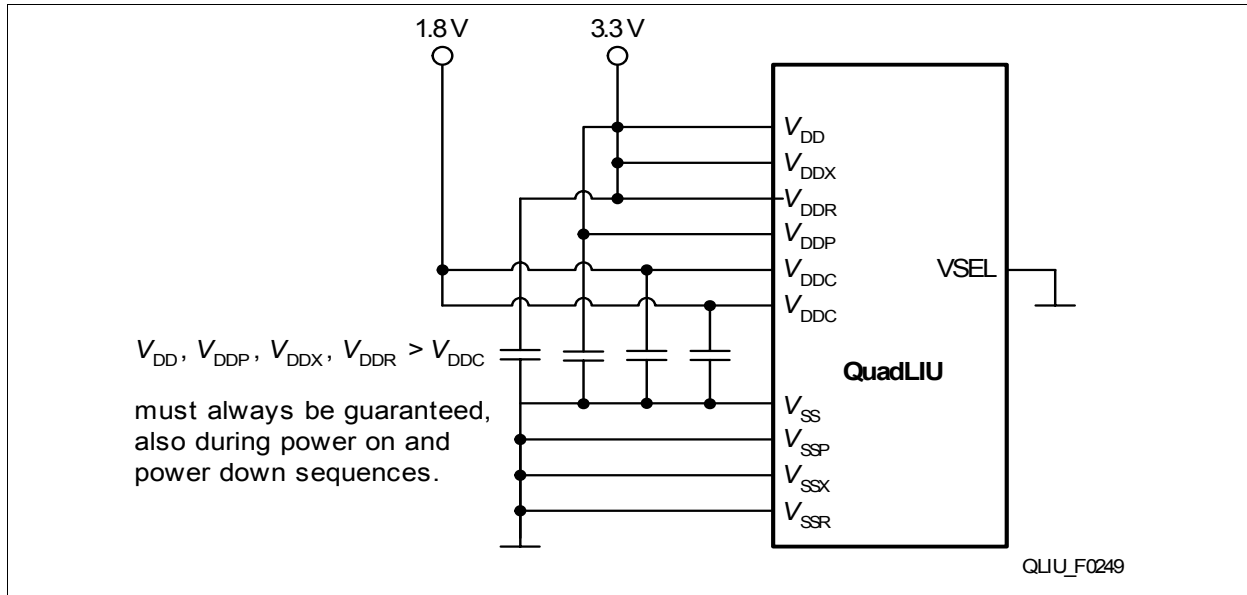 1.8 V
3.3 V
VDD
VDDX
VDDR
VDDP
VDDC
VSEL
VDDC
VDD, VDDP, VDDX, VDDR > VDDC
must always be guaranteed,
also during power on and
power down sequences.
QuadLIU
VSS
VSSP
VSSX
VSSR
QLIU_F0249